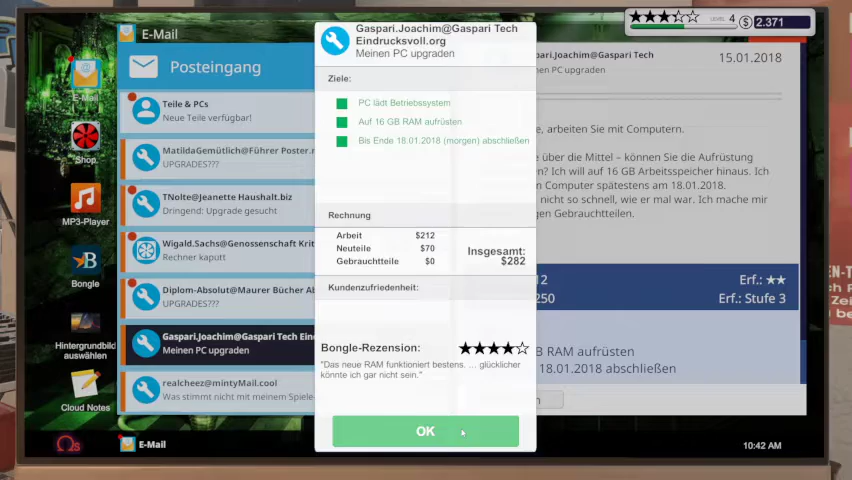 E-Mail
LEVEL 4
$ 2.371
Posteingang
Teile & PCs
Neue Teile verfügbar!
MatildaGemütlich@Führer Poster.n
UPGRADES???
TNolte@Jeanette Haushalt.biz
Dringend: Upgrade gesucht
Wigald.Sachs@Genossenschaft Krit
Rechner kaputt
Diplom-Absolut@Maurer Bücher Ab
UPGRADES???
Gaspari.Joachim@Gaspari Tech Ein
Meinen PC upgraden
realcheez@mintyMail.cool
Was stimmt nicht mit meinem Spiele-
E-Mail
Shop
MP3-Player
Bongle
Hintergrundbild
auswählen
Cloud Notes
Gaspari.Joachim@Gaspari Tech
Eindrucksvoll.org
Meinen PC upgraden
Ziele:
PC lädt Betriebssystem
Auf 16 GB RAM aufrüsten
Bis Ende 18.01.2018 (morgen) abschließen
Rechnung
Arbeit $212
Neuteile $70
Gebrauchtteile $0
Insgesamt:
$282
Kundenzufriedenheit:
Bongle-Rezension:
"Das neue RAM funktioniert bestens. ... glücklicher
könnte ich gar nicht sein."
OK
ri.Joachim@Gaspari Tech
nen PC upgraden
15.01.2018
e, arbeiten Sie mit Computern.
über die Mittel – können Sie die Aufrüstung
en? Ich will auf 16 GB Arbeitsspeicher hinaus. Ich
n Computer spätestens am 18.01.2018.
nicht so schnell, wie er mal war. Ich mache mir
gen Gebrauchtteilen.
12
250
Erf.: ★★
Erf.: Stufe 3
B RAM aufrüsten
18.01.2018 abschließen
n
E-Mail
10:42 AM
EN-T